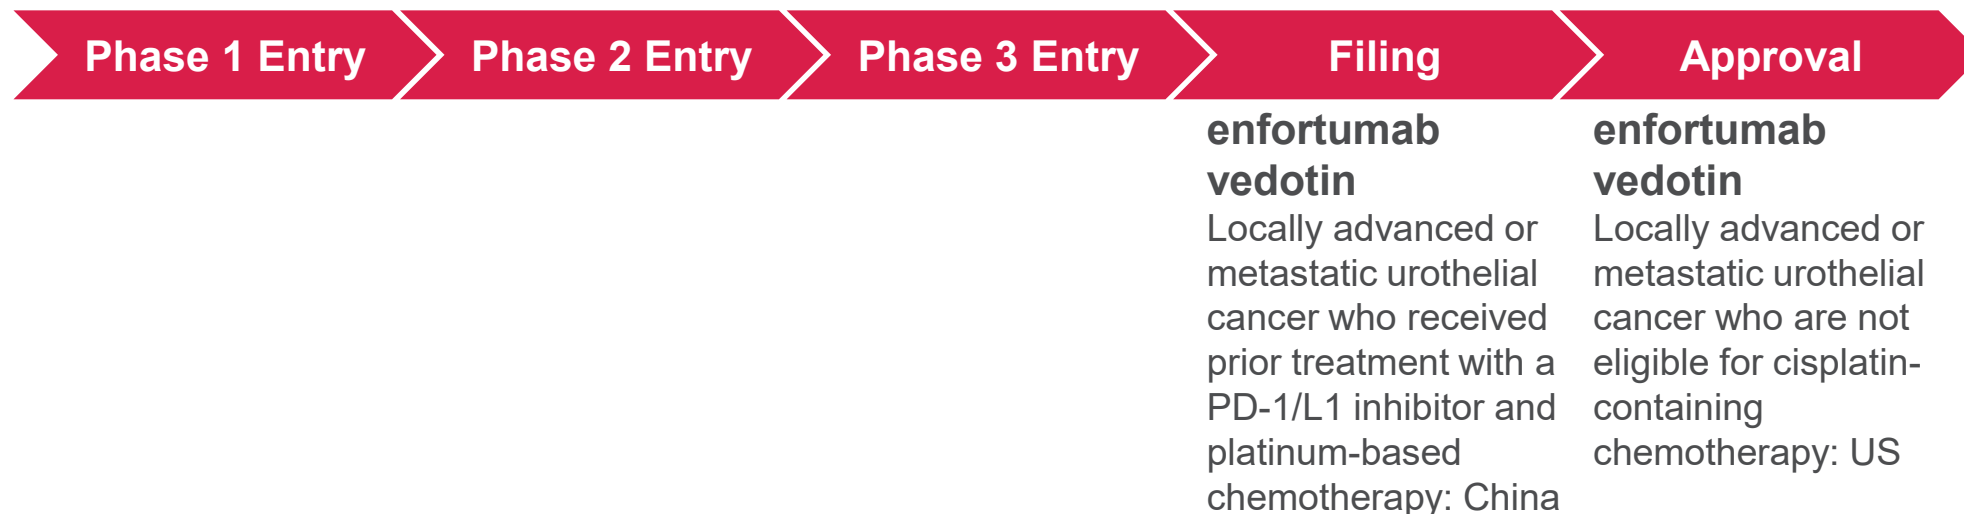 Phase 1 Entry
Phase 2 Entry
Phase 3 Entry
Filing
Approval
enfortumab
vedotin
Locally advanced or
metastatic urothelial
cancer who received
prior treatment with a
PD-1/L1 inhibitor and
platinum-based
chemotherapy: China
enfortumab
vedotin
Locally advanced or
metastatic urothelial
cancer who are not
eligible for cisplatin-
containing
chemotherapy: US